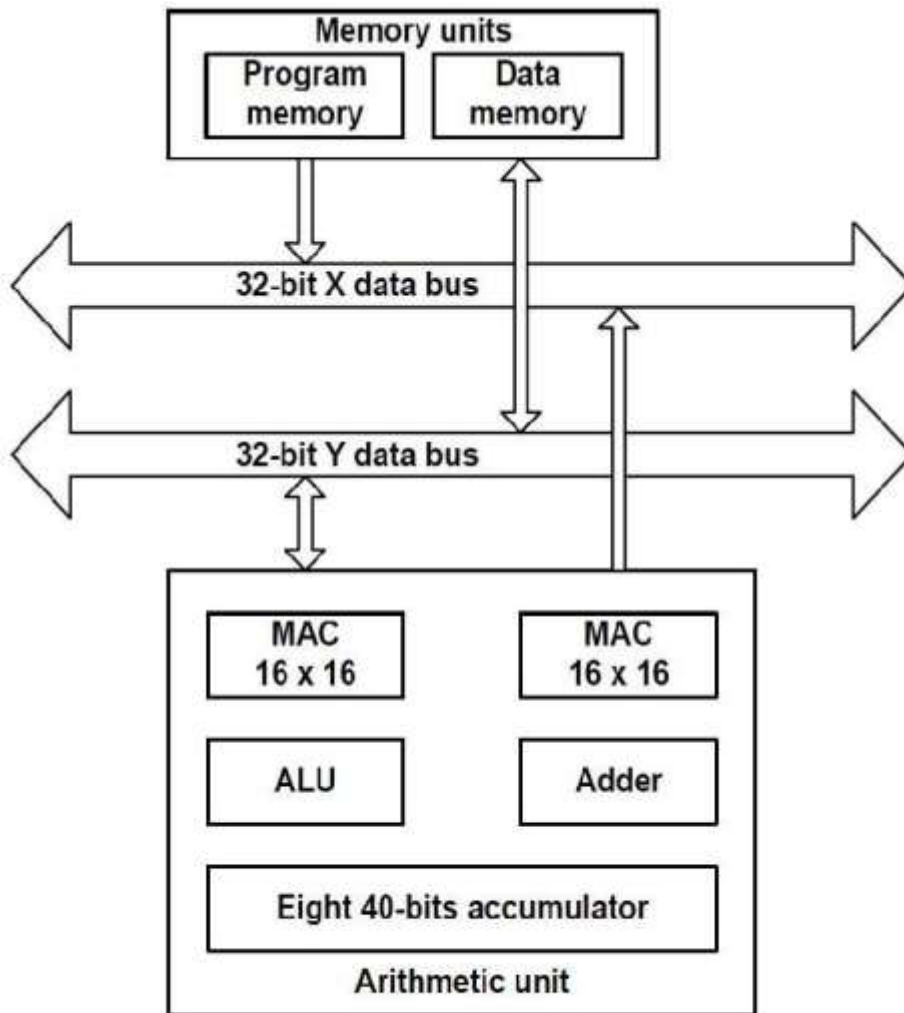 Memory units
Program
memory
Data
memory
32-bit X data bus
32-bit Y data bus
MAC
16 x 16
MAC
16 x 16
ALU
Adder
Eight 40-bits accumulator
Arithmetic unit